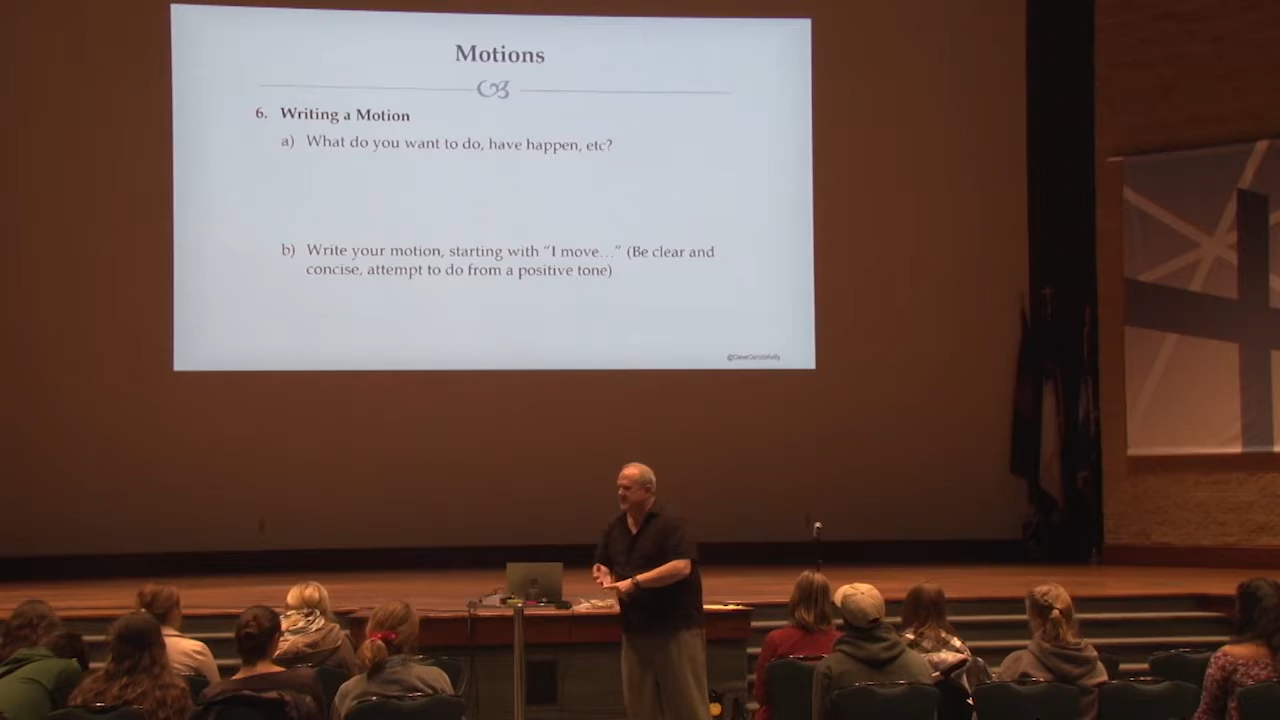 Motions
6. Writing a Motion
a) What do you want to do, have happen, etc?
b) Write your motion, starting with “I move…” (Be clear and
concise, attempt to do from a positive tone)